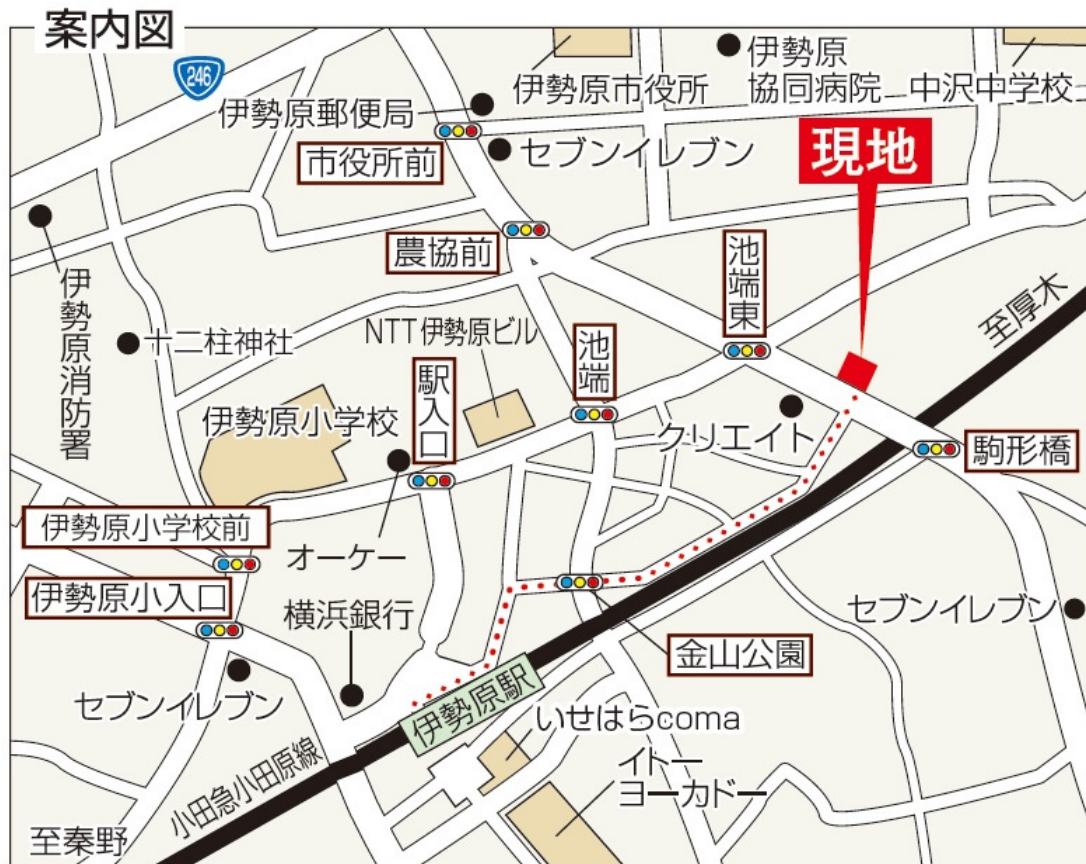 案内図
246
伊勢原市役所
伊勢原
協同病院
中沢中学校
伊勢原郵便局
市役所前
セブンイレブン
現地
農協前
池端東
伊勢原消防署
十二柱神社
NTT伊勢原ビル
池端
至厚木
駅入口
伊勢原小学校
クリエイト
駒形橋
伊勢原小学校前
オーケー
伊勢原小入口
横浜銀行
セブンイレブン
金山公園
セブンイレブン
伊勢原駅
いせはらcoma
イトー
ヨーカドー
小田急小田原線
至秦野